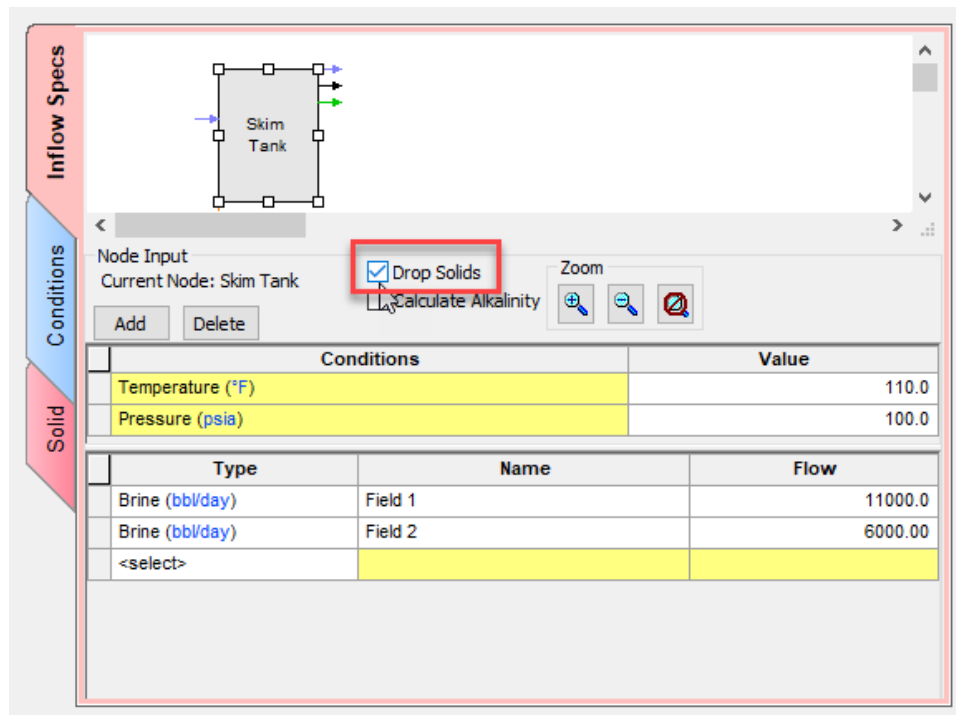 Inflow Specs
Conditions
Solid
Skim
Tank
Node Input
Current Node: Skim Tank
Drop Solids
Calculate Alkalinity
Zoom
Add Delete
Conditions Value
Temperature (°F) 110.0
Pressure (psia) 100.0
Type Name Flow
Brine (bbl/day) Field 1 11000.0
Brine (bbl/day) Field 2 6000.00
<select>